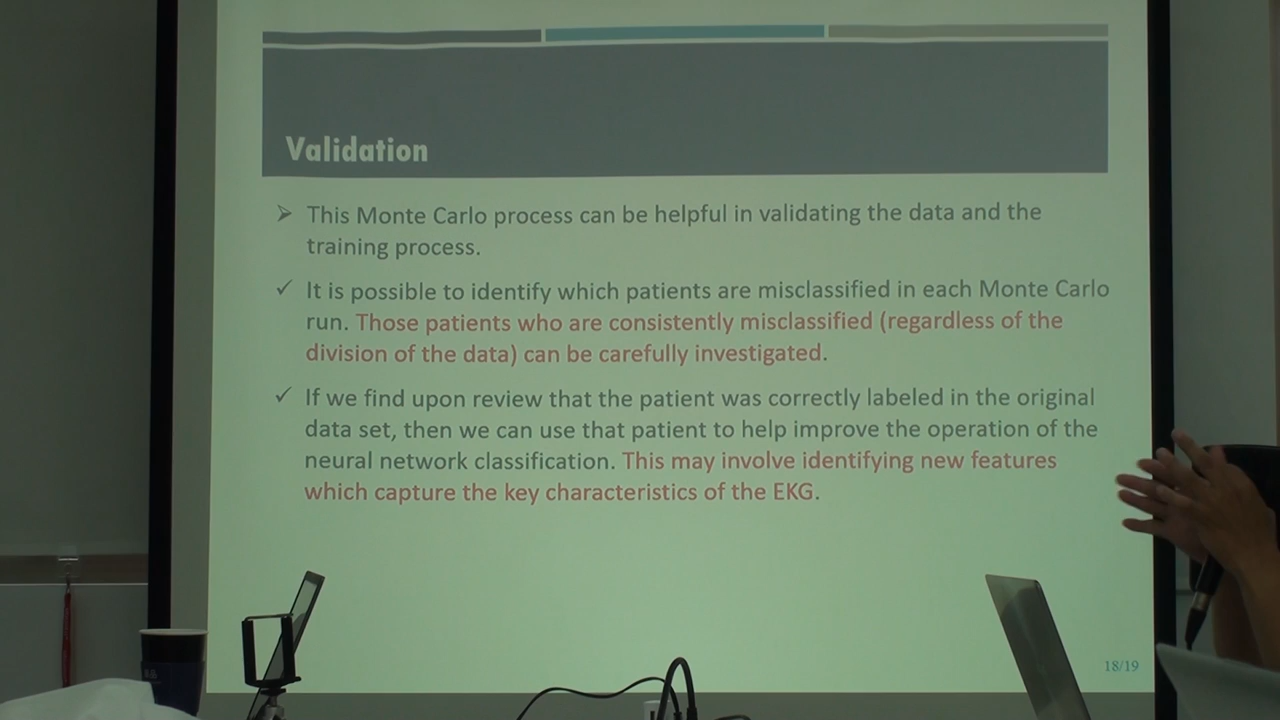 Validation
➢ This Monte Carlo process can be helpful in validating the data and the
training process.
✓ It is possible to identify which patients are misclassified in each Monte Carlo
run. Those patients who are consistently misclassified (regardless of the
division of the data) can be carefully investigated.
✓ If we find upon review that the patient was correctly labeled in the original
data set, then we can use that patient to help improve the operation of the
neural network classification. This may involve identifying new features
which capture the key characteristics of the EKG.
18/19